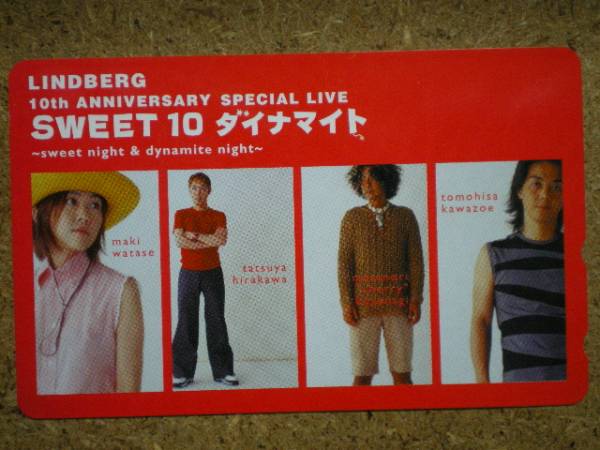 LINDBERG
10th ANNIVERSARY SPECIAL LIVE
SWEET 10 ダイナマイト
~sweet night & dynamite night~
maki
watase
tatsuya
hirakawa
cherry
tomohisa
kawazoe